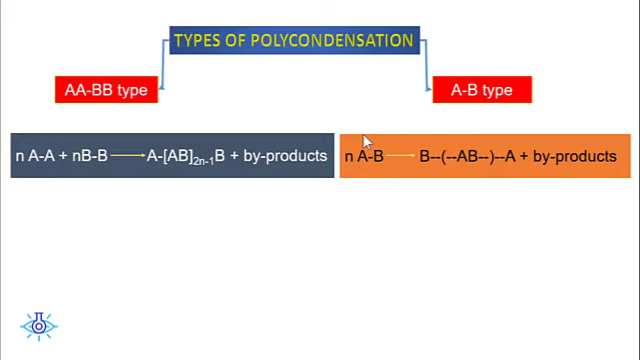 TYPES OF POLYCONDENSATION
AA-BB type
A-B type
n A-A + nB-B ⟶ A-[AB]₂ₙ₋₁B + by-products
n A-B ⟶ B--(--AB--)--A + by-products